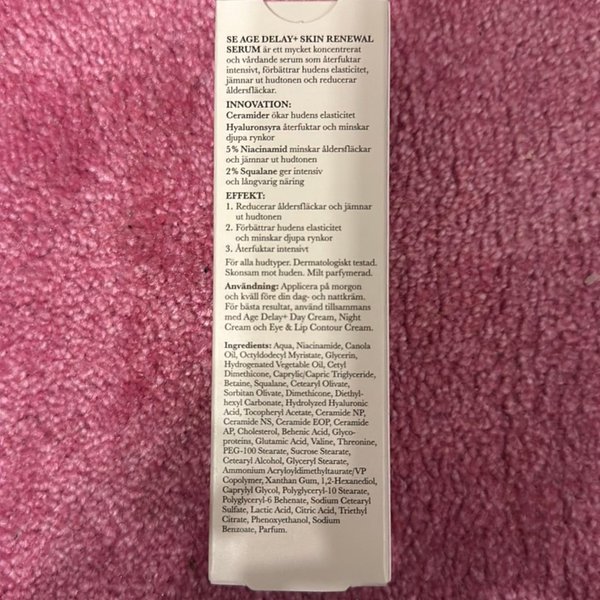 SE AGE DELAY+ SKIN RENEWAL
SERUM är ett mycket koncentrerat
och vårdande serum som återfuktar
intensivt, förbättrar hudens elasticitet,
jämnar ut hudtonen och reducerar
åldersfläckar.
INNOVATION:
Ceramider ökar hudens elasticitet
Hyaluronsyra återfuktar och minskar
djupa rynkor
5% Niacinamid minskar åldersfläckar
och jämnar ut hudtonen
2% Squalane ger intensiv
och långvarig näring
EFFEKT:
1. Reducerar åldersfläckar och jämnar
ut hudtonen
2. Förbättrar hudens elasticitet
och minskar djupa rynkor
3. Återfuktar intensivt
För alla hudtyper. Dermatologiskt testad.
Skonsam mot huden. Milt parfymerad.
Användning: Applicera på morgon
och kväll före din dag- och nattkräm.
För bästa resultat, använd tillsammans
med Age Delay+ Day Cream, Night
Cream och Eye & Lip Contour Cream.
Ingredients: Aqua, Niacinamide, Canola
Oil, Octyldodecyl Myristate, Glycerin,
Hydrogenated Vegetable Oil, Cetyl
Dimethicone, Caprylic/Capric Triglyceride,
Betaine, Squalane, Cetearyl Olivate,
Sorbitan Olivate, Dimethicone, Diethyl-
hexyl Carbonate, Hydrolyzed Hyaluronic
Acid, Tocopheryl Acetate, Ceramide NP,
Ceramide NS, Ceramide EOP, Ceramide
AP, Cholesterol, Behenic Acid, Glyco-
proteins, Glutamic Acid, Valine, Threonine,
PEG-100 Stearate, Sucrose Stearate,
Cetearyl Alcohol, Glyceryl Stearate,
Ammonium Acryloyldimethyltaurate/VP
Copolymer, Xanthan Gum, 1,2-Hexanediol,
Caprylyl Glycol, Polyglyceryl-10 Stearate,
Polyglyceryl-6 Behenate, Sodium Cetearyl
Sulfate, Lactic Acid, Citric Acid, Triethyl
Citrate, Phenoxyethanol, Sodium
Benzoate, Parfum.